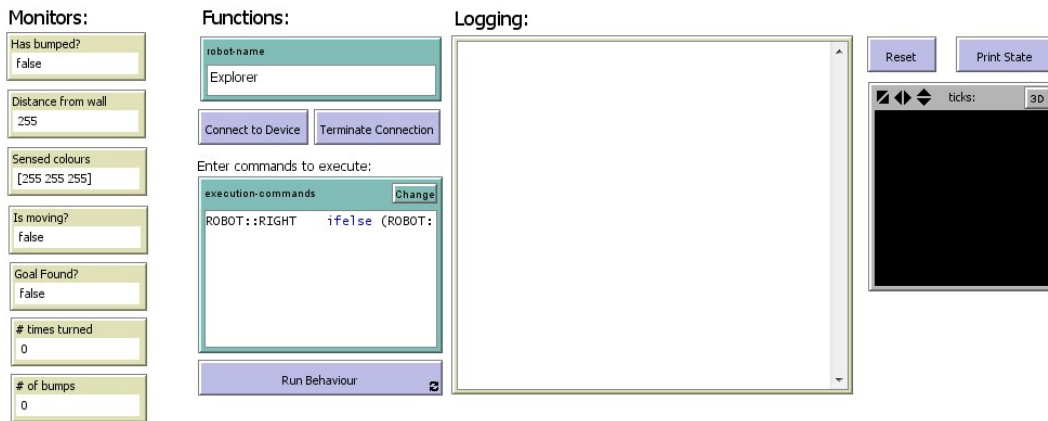 Monitors:
Has bumped?
false
Distance from wall
255
Sensed colours
[255 255 255]
Is moving?
false
Goal Found?
false
# times turned
0
# of bumps
0
Functions:
robot-name
Explorer
Connect to Device
Terminate Connection
Enter commands to execute:
execution-commands
Change
ROBOT::RIGHT ifelse (ROBOT:
Run Behaviour
Logging:
Reset
Print State
ticks:
3D